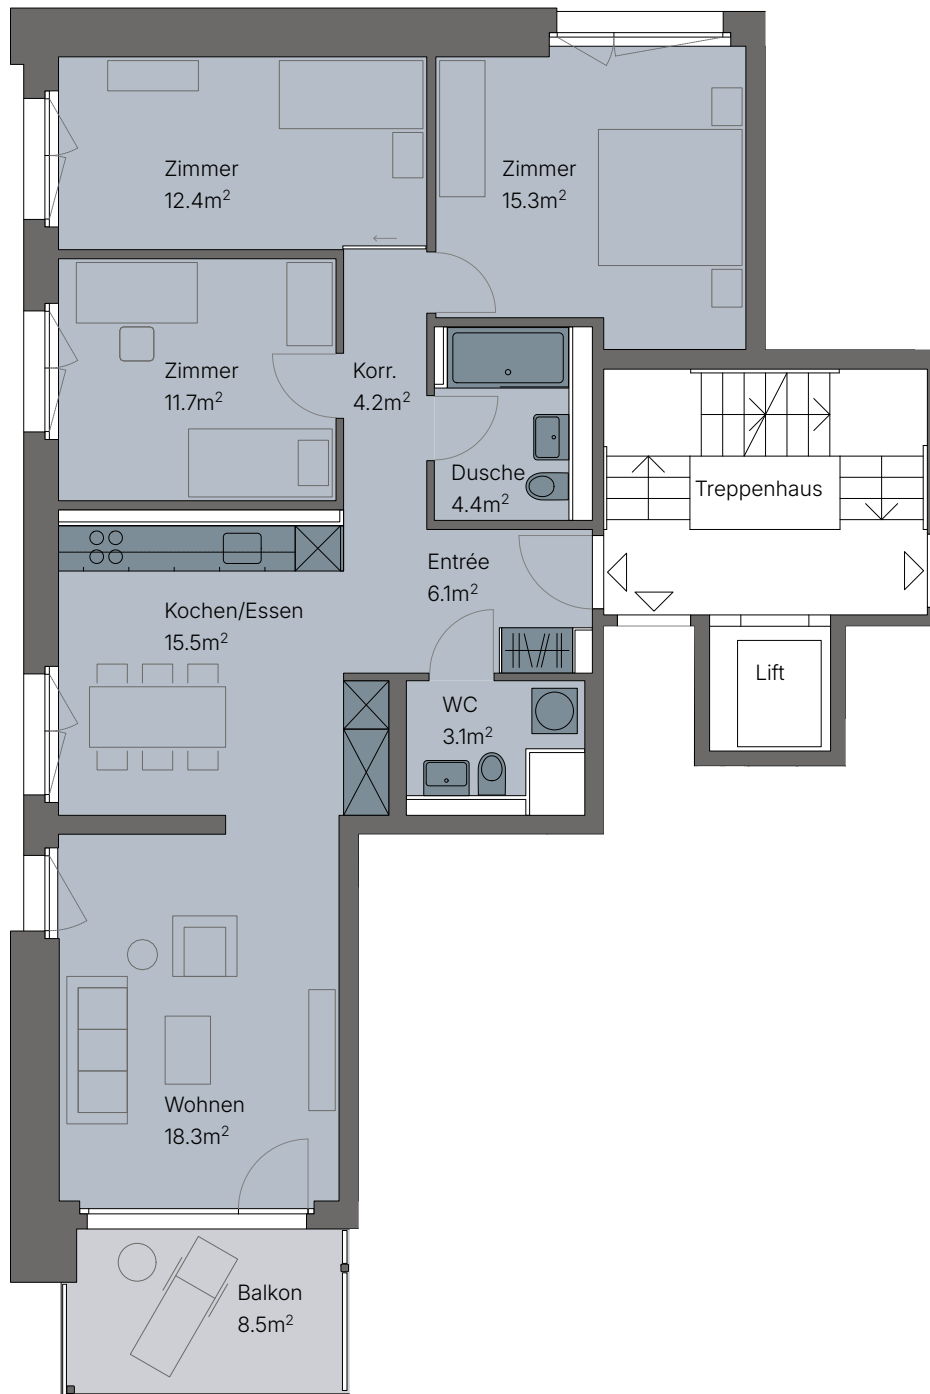 Zimmer
12.4m²
Zimmer
15.3m²
Zimmer
11.7m²
Korr.
4.2m²
Dusche
4.4m²
Treppenhaus
Entrée
6.1m²
Kochen/Essen
15.5m²
Lift
WC
3.1m²
Wohnen
18.3m²
Balkon
8.5m²